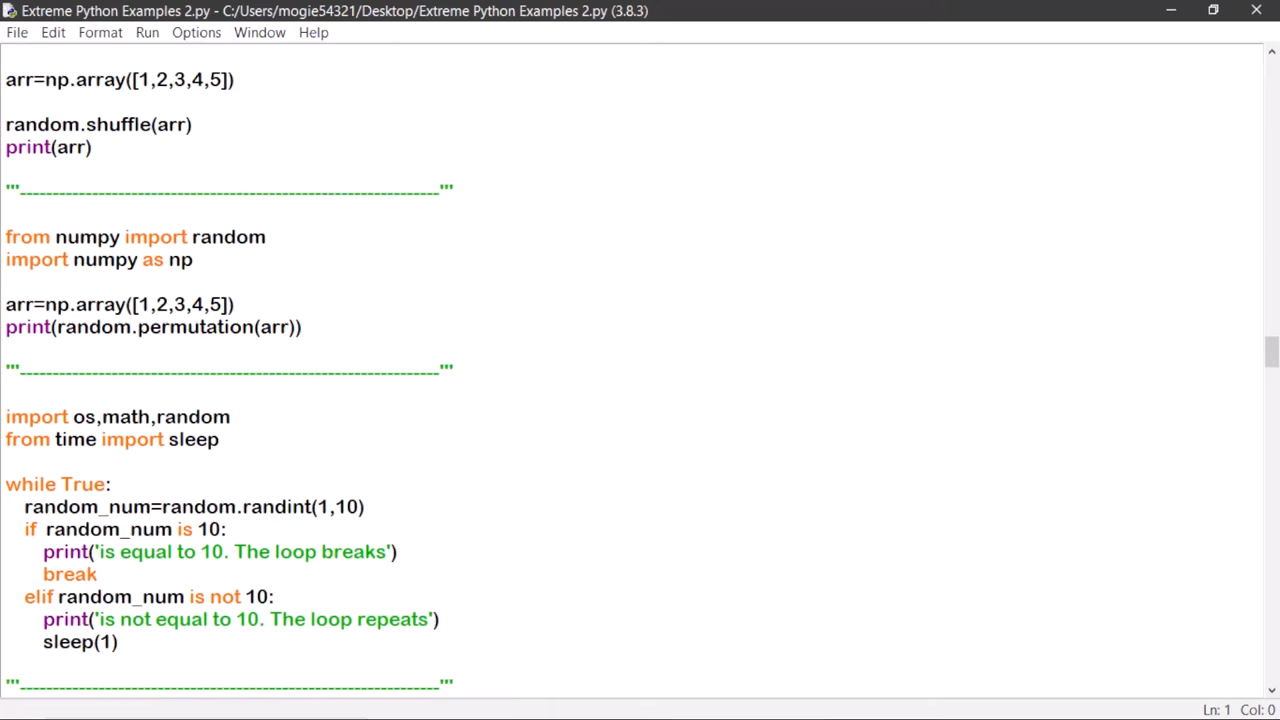 Extreme Python Examples 2.py - C:/Users/mogie54321/Desktop/Extreme Python Examples 2.py (3.8.3)
File Edit Format Run Options Window Help
arr=np.array([1,2,3,4,5])
random.shuffle(arr)
print(arr)
'''________________________________________________________________'''
from numpy import random
import numpy as np
arr=np.array([1,2,3,4,5])
print(random.permutation(arr))
'''________________________________________________________________'''
import os,math,random
from time import sleep
while True:
    random_num=random.randint(1,10)
    if  random_num is 10:
        print('is equal to 10. The loop breaks')
        break
    elif random_num is not 10:
        print('is not equal to 10. The loop repeats')
        sleep(1)
'''________________________________________________________________'''
Ln: 1 Col: 0